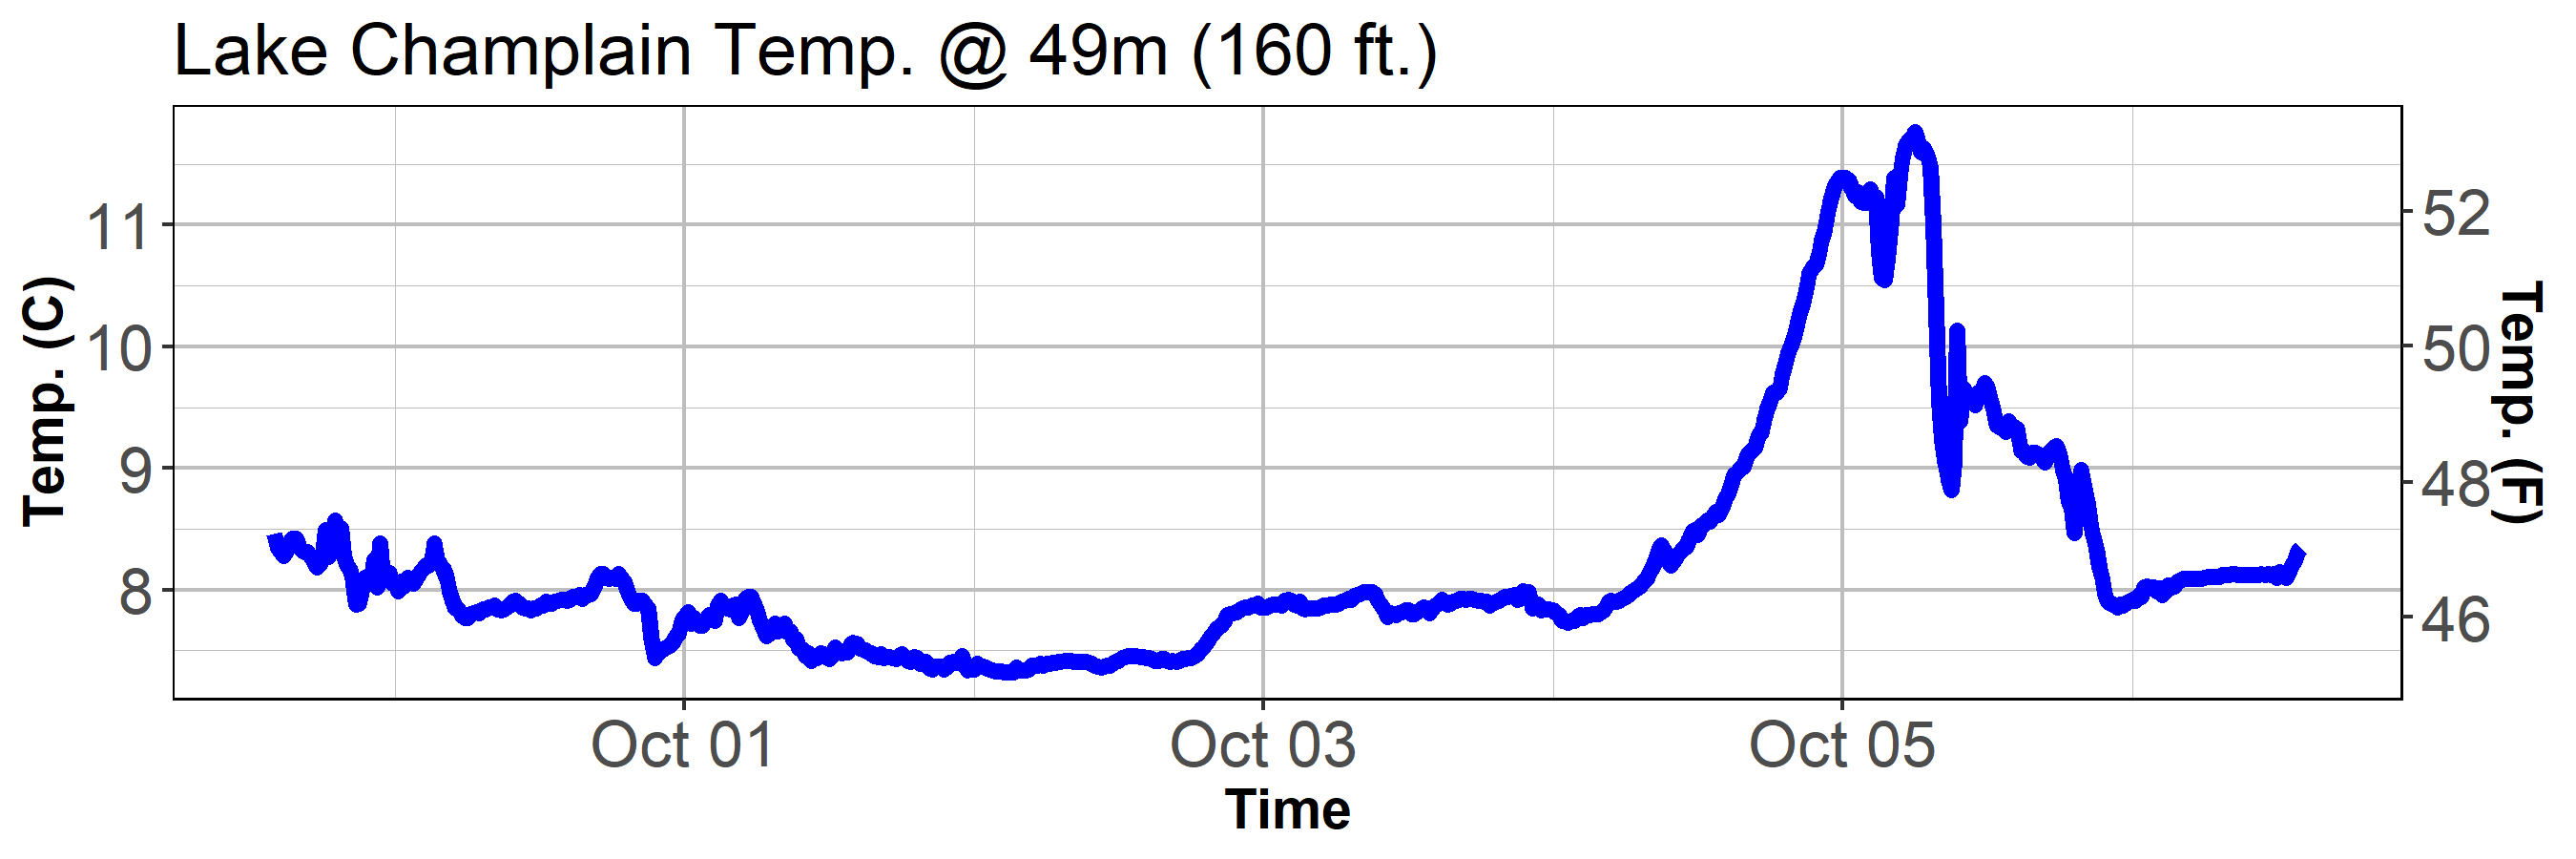 Lake Champlain Temp. @ 49m (160 ft.)
Temp. (C)
11
10
9
8
52
50
48
46
Temp. (F)
Oct 01 Oct 03 Oct 05
Time